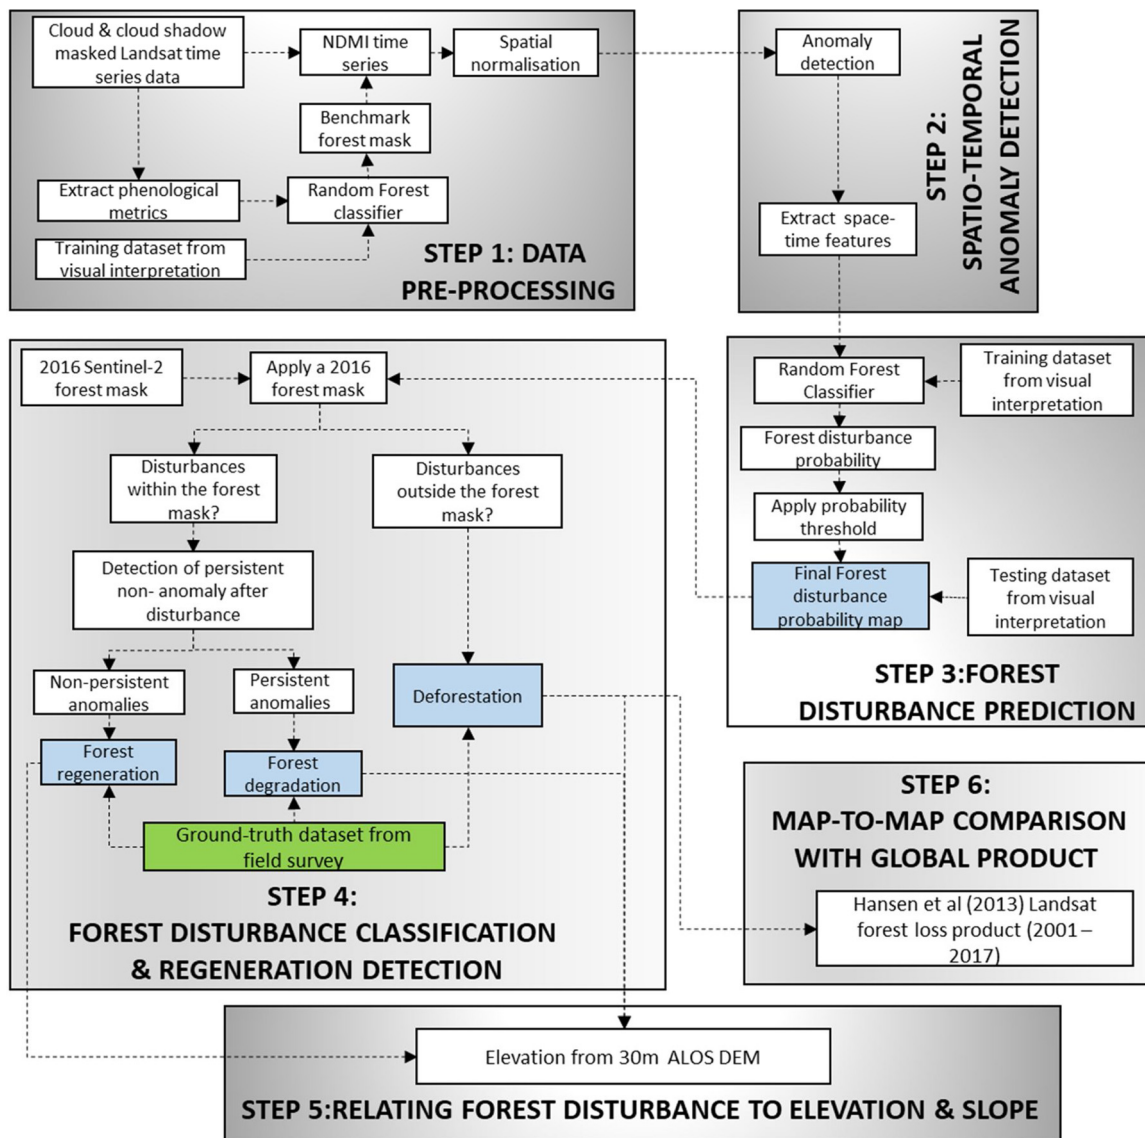 Cloud & cloud shadow
masked Landsat time
series data
NDMI time
series
Spatial
normalisation
Benchmark
forest mask
Extract phenological
metrics
Random Forest
classifier
Training dataset from
visual interpretation
STEP 1: DATA
PRE-PROCESSING
Anomaly
detection
Extract space-
time features
STEP 2:
SPATIO-TEMPORAL
ANOMALY DETECTION
Random Forest
Classifier
Training dataset
from visual
interpretation
Forest disturbance
probability
Apply probability
threshold
Final Forest
disturbance
probability map
Testing dataset
from visual
interpretation
STEP 3:FOREST
DISTURBANCE PREDICTION
2016 Sentinel-2
forest mask
Apply a 2016
forest mask
Disturbances
within the forest
mask?
Disturbances
outside the forest
mask?
Detection of persistent
non- anomaly after
disturbance
Non-persistent
anomalies
Persistent
anomalies
Deforestation
Forest
regeneration
Forest
degradation
Ground-truth dataset from
field survey
STEP 4:
FOREST DISTURBANCE CLASSIFICATION
& REGENERATION DETECTION
STEP 6:
MAP-TO-MAP COMPARISON
WITH GLOBAL PRODUCT
Hansen et al (2013) Landsat
forest loss product (2001 –
2017)
Elevation from 30m ALOS DEM
STEP 5:RELATING FOREST DISTURBANCE TO ELEVATION & SLOPE